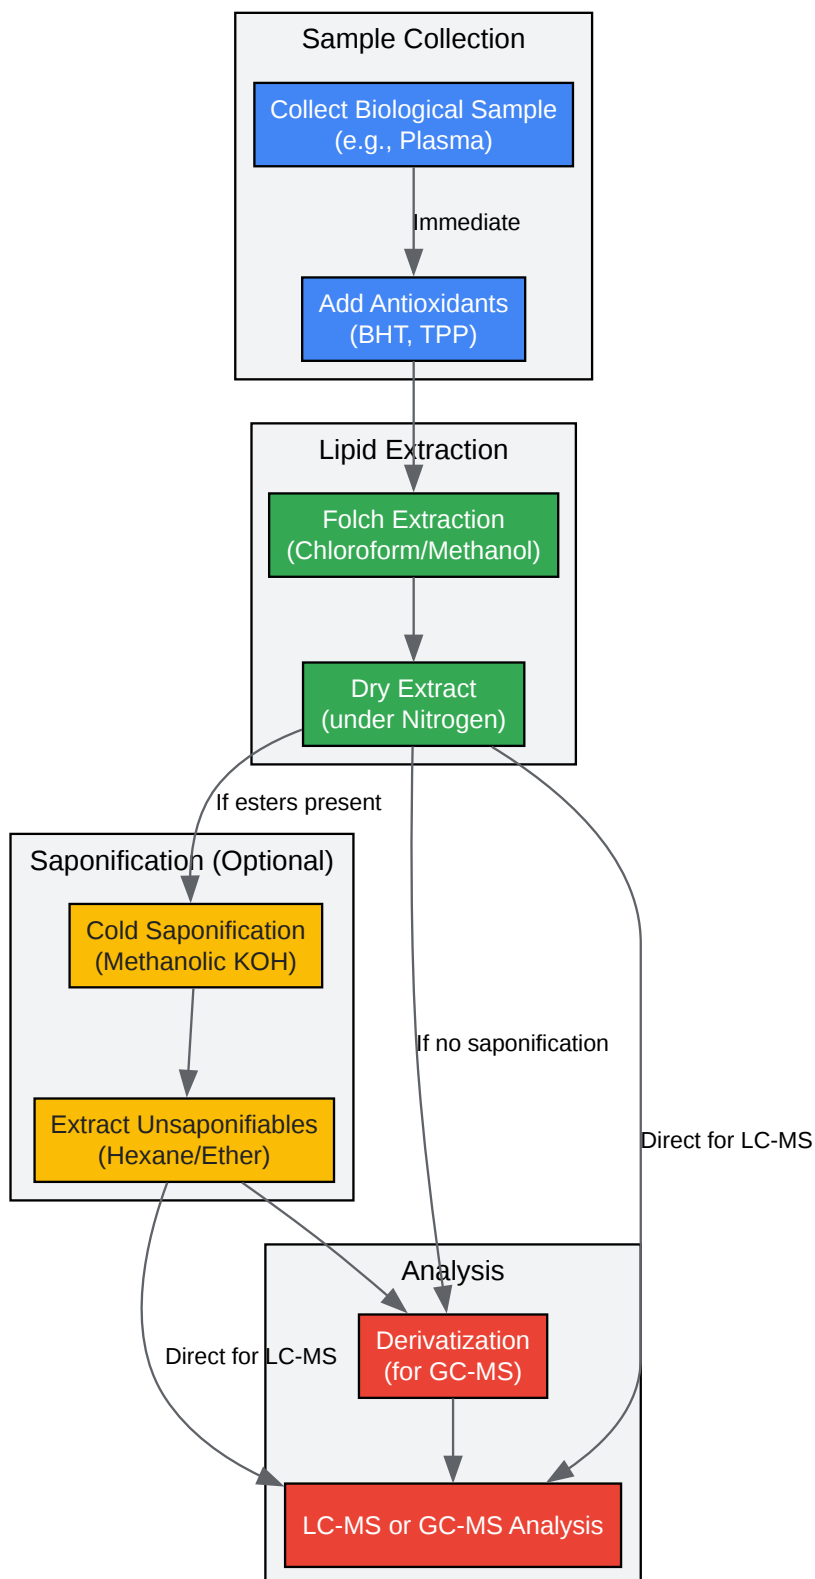 Sample Collection
Collect Biological Sample
(e.g., Plasma)
Immediate
Add Antioxidants
(BHT, TPP)
Lipid Extraction
Folch Extraction
(Chloroform/Methanol)
Dry Extract
(under Nitrogen)
If esters present
Saponification (Optional)
Cold Saponification
(Methanolic KOH)
If no saponification
Extract Unsaponifiables
(Hexane/Ether)
Direct for LC-MS
Analysis
Derivatization
(for GC-MS)
Direct for LC-MS
LC-MS or GC-MS Analysis